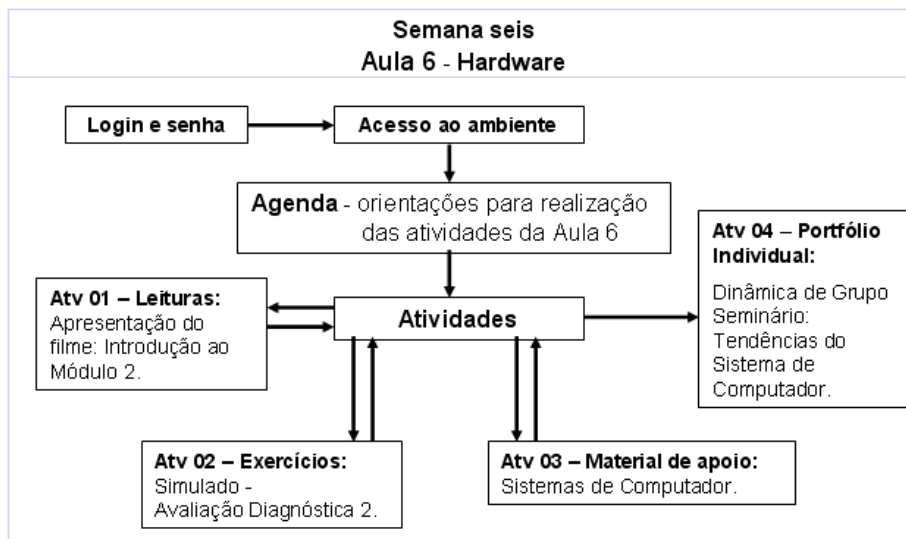 Semana seis
Aula 6 - Hardware
Login e senha
Acesso ao ambiente
Agenda - orientações para realização
das atividades da Aula 6
Atv 04 – Portfólio
Individual:
Dinâmica de Grupo
Seminário:
Tendências do
Sistema de
Computador.
Atv 01 – Leituras:
Apresentação do
filme: Introdução ao
Módulo 2.
Atividades
Atv 02 – Exercícios:
Simulado -
Avaliação Diagnóstica 2.
Atv 03 – Material de apoio:
Sistemas de Computador.